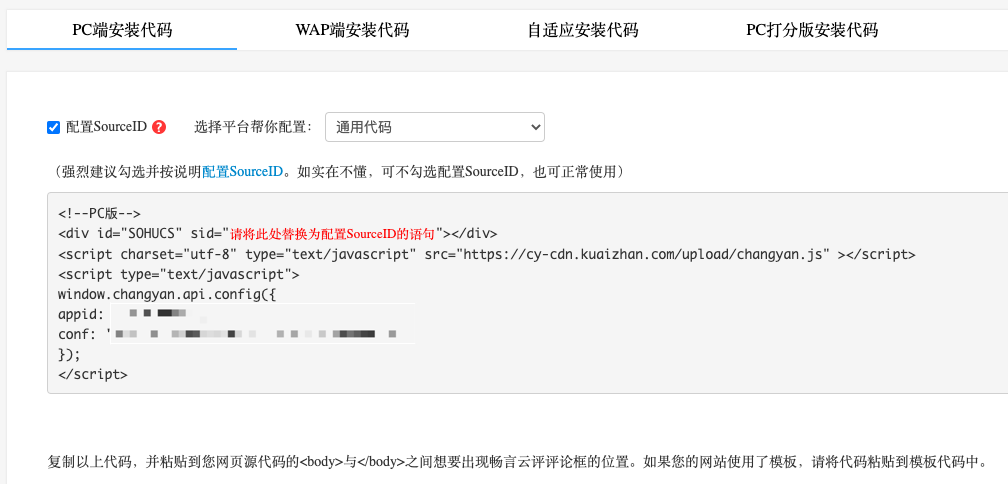 PC端安装代码 WAP端安装代码 自适应安装代码 PC打分版安装代码
配置SourceID ? 选择平台帮你配置： 通用代码
（强烈建议勾选并按说明配置SourceID。如实在不懂，可不勾选配置SourceID，也可正常使用）
<!--PC版-->
<div id="SOHUCS" sid="请将此处替换为配置SourceID的语句"></div>
<script charset="utf-8" type="text/javascript" src="https://cy-cdn.kuaizhan.com/upload/changyan.js" ></script>
<script type="text/javascript">
window.changyan.api.config({
appid:
conf: '
});
</script>
复制以上代码，并粘贴到您网页源代码的<body>与</body>之间想要出现畅言云评评论框的位置。如果您的网站使用了模板，请将代码粘贴到模板代码中。